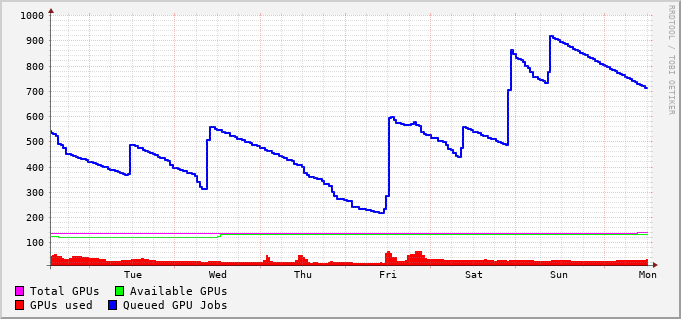 1000
900
800
700
600
500
400
300
200
100
Tue Wed Thu Fri Sat Sun Mon
Total GPUs Available GPUs
GPUs used Queued GPU Jobs
RRDTOOL / TOBI OETIKER